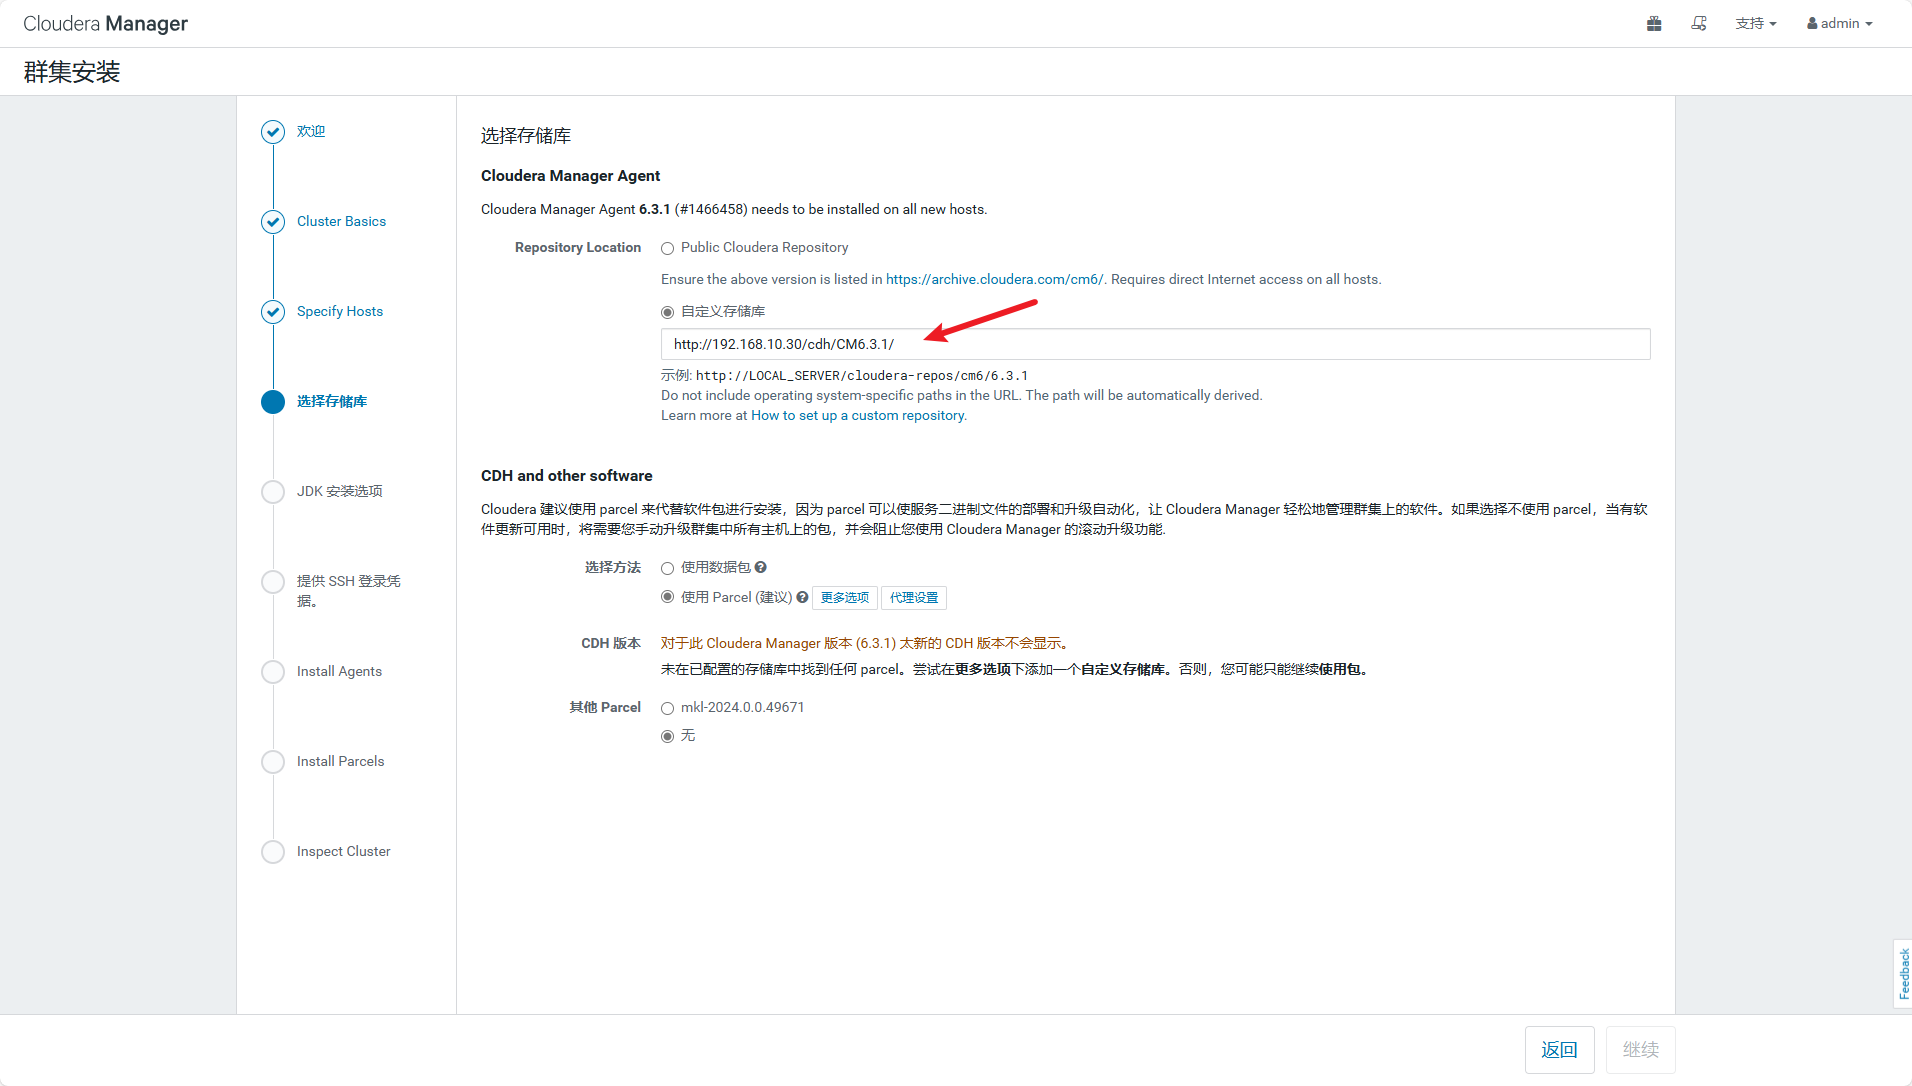 Cloudera Manager
支持
admin
群集安装
欢迎
Cluster Basics
Specify Hosts
选择存储库
JDK 安装选项
提供 SSH 登录凭
据。
Install Agents
Install Parcels
Inspect Cluster
选择存储库
Cloudera Manager Agent
Cloudera Manager Agent 6.3.1 (#1466458) needs to be installed on all new hosts.
Repository Location
Public Cloudera Repository
Ensure the above version is listed in https://archive.cloudera.com/cm6/. Requires direct Internet access on all hosts.
自定义存储库
http://192.168.10.30/cdh/CM6.3.1/
示例: http://LOCAL_SERVER/cloudera-repos/cm6/6.3.1
Do not include operating system-specific paths in the URL. The path will be automatically derived.
Learn more at How to set up a custom repository.
CDH and other software
Cloudera 建议使用 parcel 来代替软件包进行安装，因为 parcel 可以使服务二进制文件的部署和升级自动化，让 Cloudera Manager 轻松地管理群集上的软件。如果选择不使用 parcel，当有软
件更新可用时，将需要您手动升级群集中所有主机上的包，并会阻止您使用 Cloudera Manager 的滚动升级功能.
选择方法
使用数据包
使用 Parcel (建议) 更多选项 代理设置
CDH 版本
对于此 Cloudera Manager 版本 (6.3.1) 太新的 CDH 版本不会显示。
未在已配置的存储库中找到任何 parcel。尝试在更多选项下添加一个自定义存储库。否则，您可能只能继续使用包。
其他 Parcel
mkl-2024.0.0.49671
无
Feedback
返回
继续